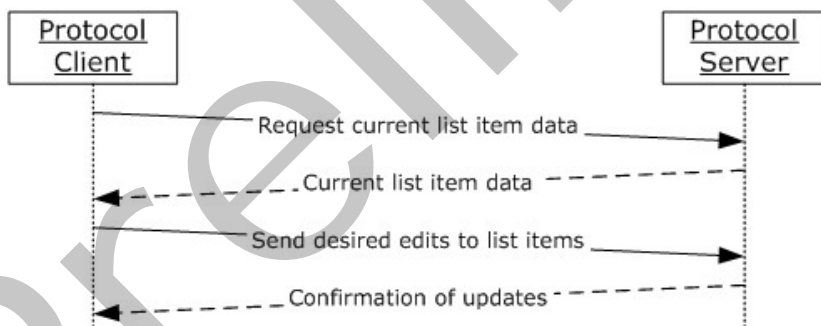 Protocol
Client
Protocol
Server
Request current list item data
Current list item data
Send desired edits to list items
Confirmation of updates